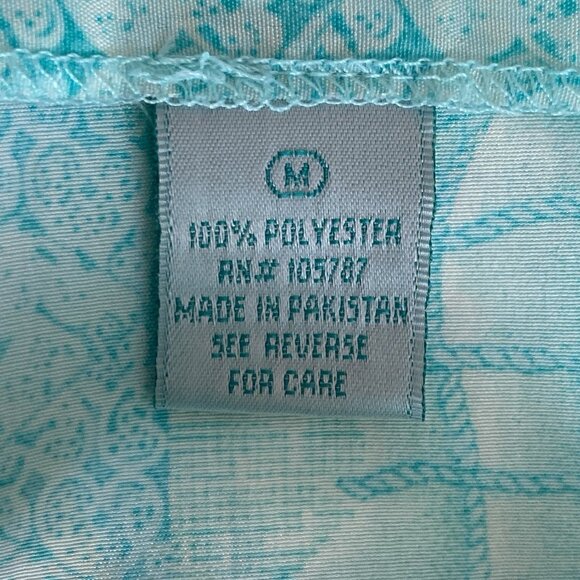 M
100% POLYESTER
RN# 105787
MADE IN PAKISTAN
SEE REVERSE
FOR CARE